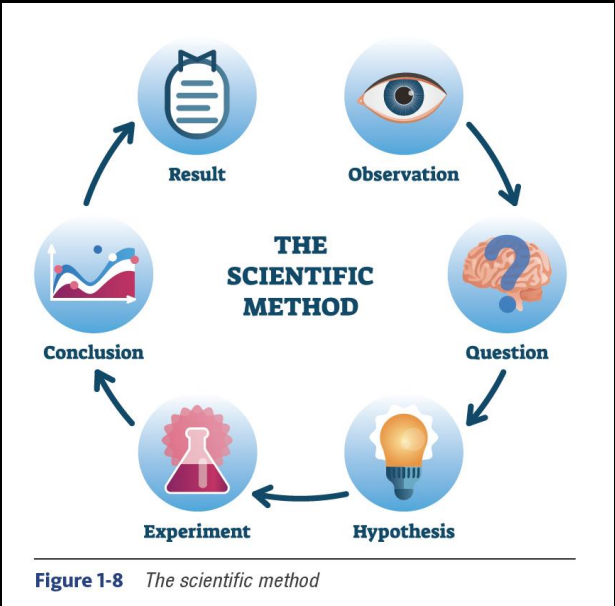 THE
SCIENTIFIC
METHOD
Observation
Question
Hypothesis
Experiment
Conclusion
Result
Figure 1-8 The scientific method